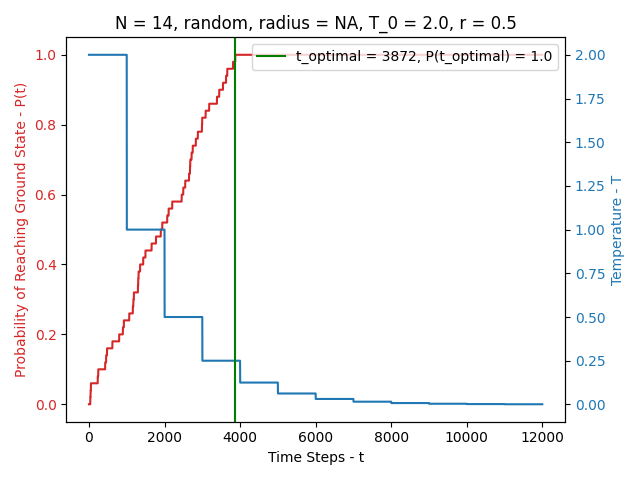 N = 14, random, radius = NA, T_0 = 2.0, r = 0.5
t_optimal = 3872, P(t_optimal) = 1.0
Probability of Reaching Ground State - P(t)
1.0
0.8
0.6
0.4
0.2
0.0
2.00
1.75
1.50
1.25
1.00
0.75
0.50
0.25
0.00
Temperature - T
0 2000 4000 6000 8000 10000 12000
Time Steps - t